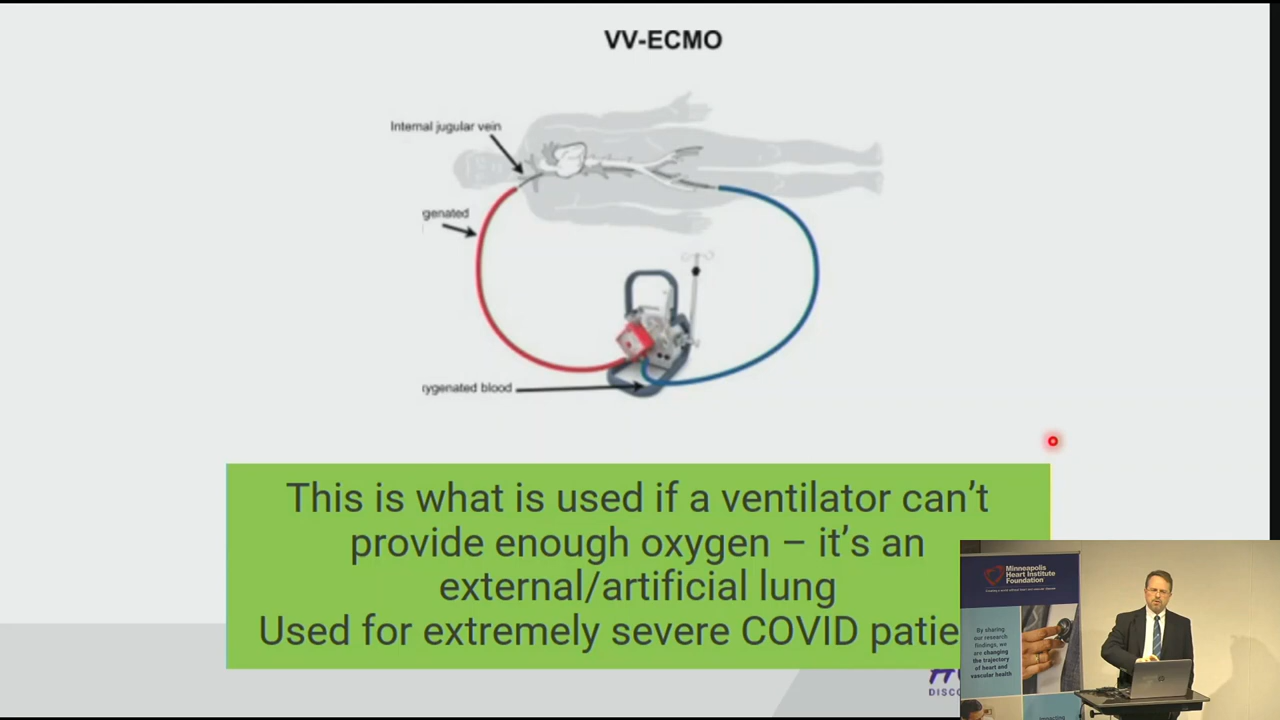 VV-ECMO
Internal jugular vein
genated
ygenated blood
This is what is used if a ventilator can't
provide enough oxygen – it's an
external/artificial lung
Used for extremely severe COVID patie
DISCO
Minneapolis
Heart Institute
Foundation
By sharing
our research
findings, we
are changing
the trajectory
of heart and
vascular health